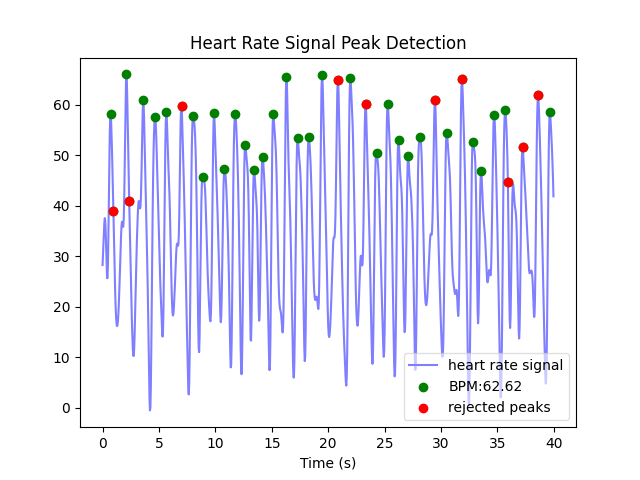 Heart Rate Signal Peak Detection
60
50
40
30
20
10
0
heart rate signal
BPM:62.62
rejected peaks
0 5 10 15 20 25 30 35 40
Time (s)